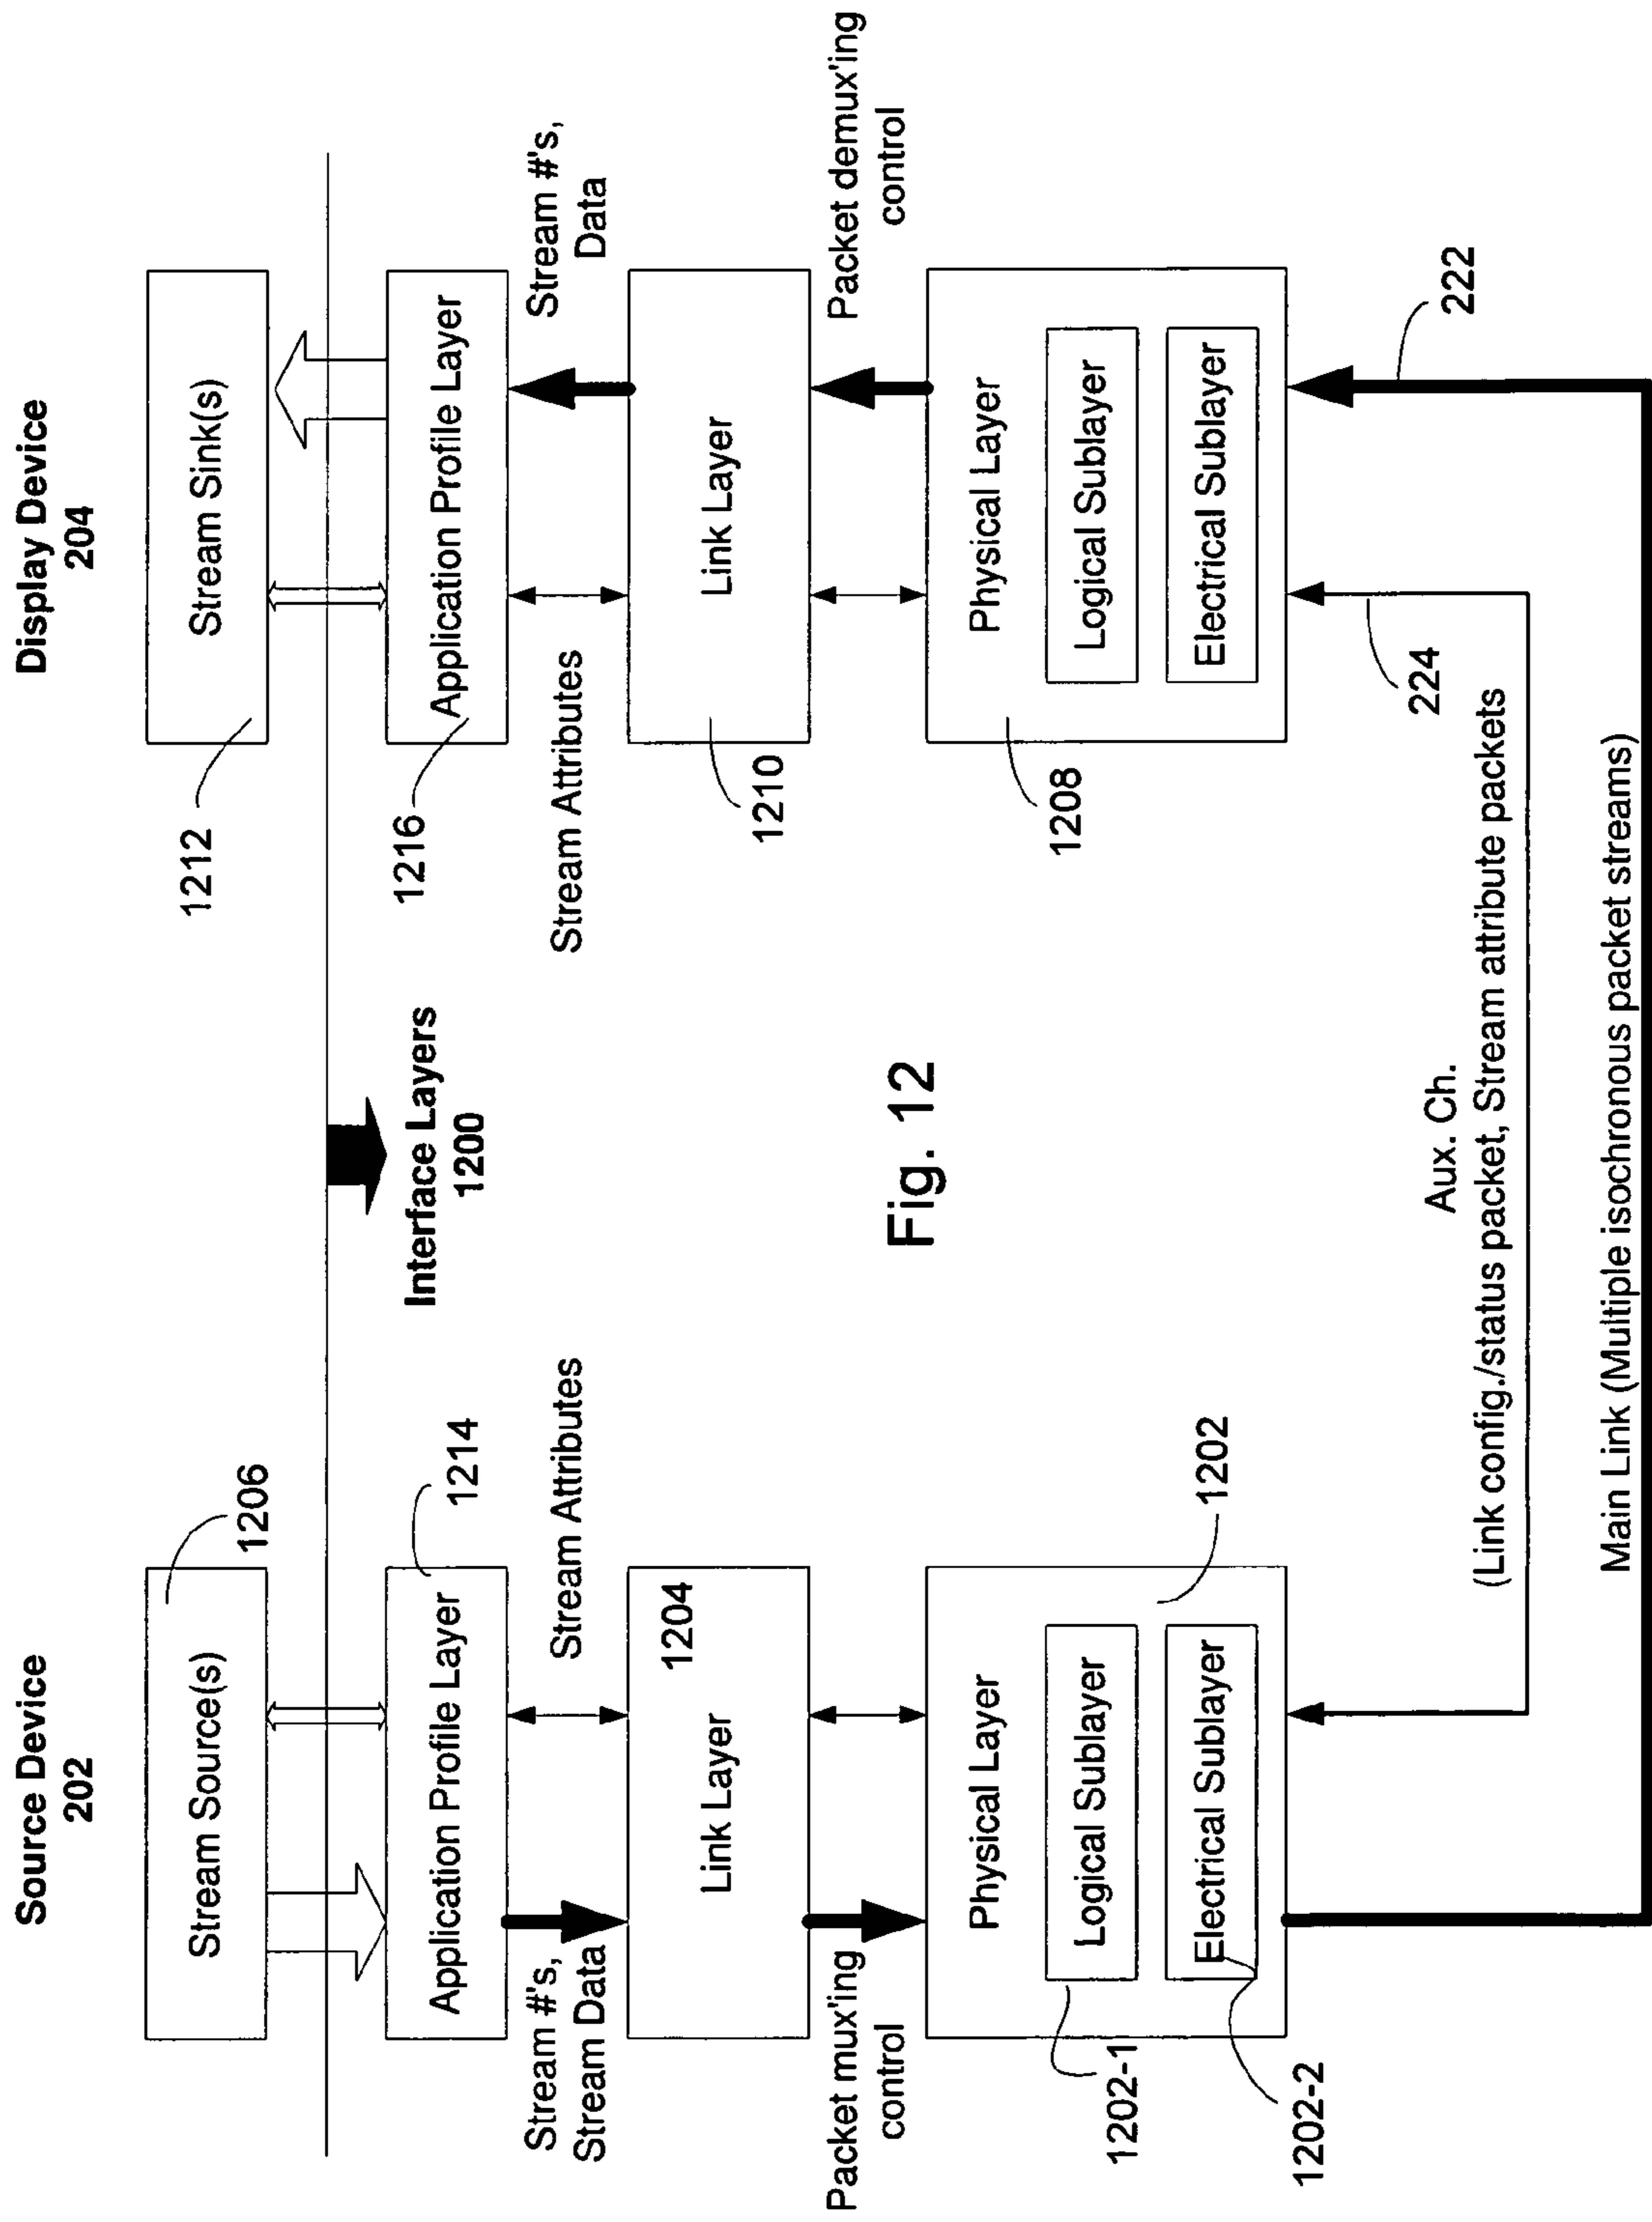 Source Device
202
Stream Source(s)
1206
Application Profile Layer
1214
Stream #'s,
Stream Data
Stream Attributes
Link Layer
1204
Packet mux'ing
control
Physical Layer
1202
Logical Sublayer
1202-1
Electrical Sublayer
1202-2
Interface Layers
1200
Fig. 12
Display Device
204
Stream Sink(s)
1212
Application Profile Layer
1216
Stream Attributes
Stream #'s,
Data
Link Layer
1210
Packet demux'ing
control
Physical Layer
1208
Logical Sublayer
Electrical Sublayer
224
222
Aux. Ch.
(Link config./status packet, Stream attribute packets
Main Link (Multiple isochronous packet streams)